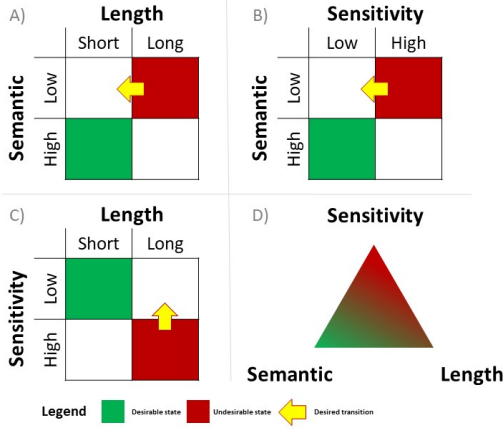 A)
Length
Short Long
Semantic
Low
High
B)
Sensitivity
Low High
Semantic
Low
High
C)
Length
Short Long
Sensitivity
Low
High
D)
Sensitivity
Semantic
Length
Legend
Desirable state
Undesirable state
Desired transition